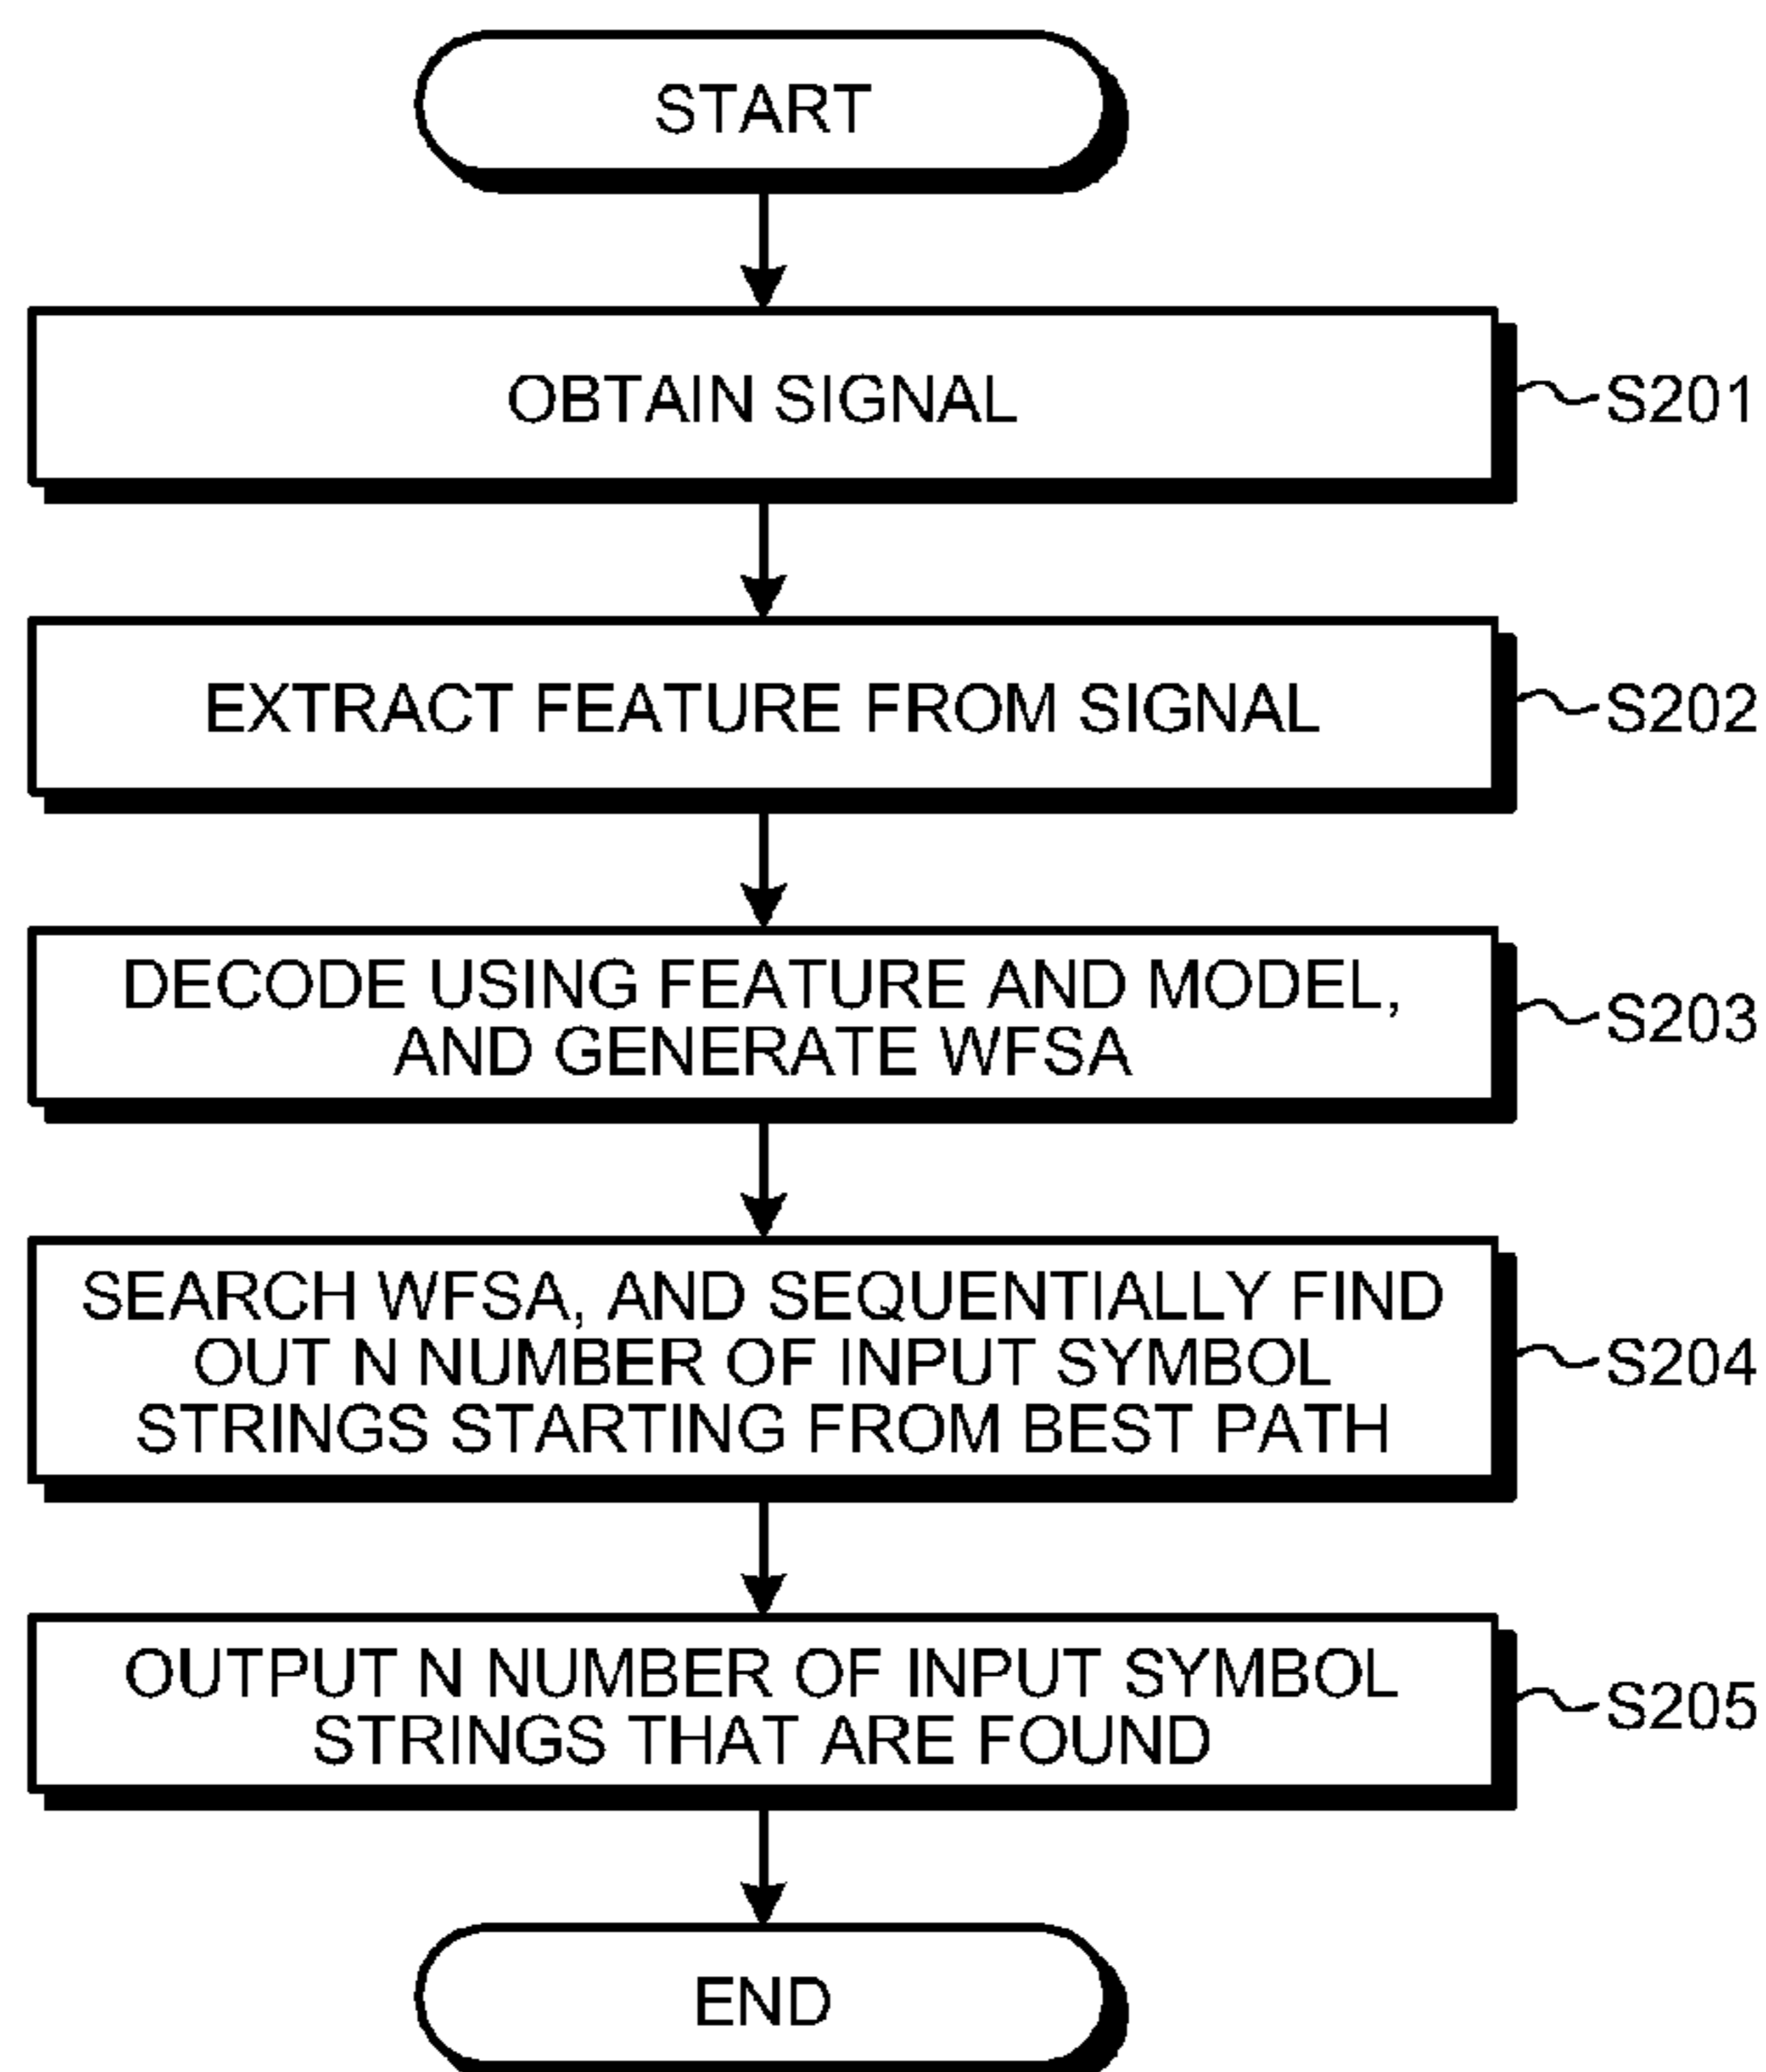 START
OBTAIN SIGNAL
S201
EXTRACT FEATURE FROM SIGNAL
S202
DECODE USING FEATURE AND MODEL,
AND GENERATE WFSA
S203
SEARCH WFSA, AND SEQUENTIALLY FIND
OUT N NUMBER OF INPUT SYMBOL
STRINGS STARTING FROM BEST PATH
S204
OUTPUT N NUMBER OF INPUT SYMBOL
STRINGS THAT ARE FOUND
S205
END